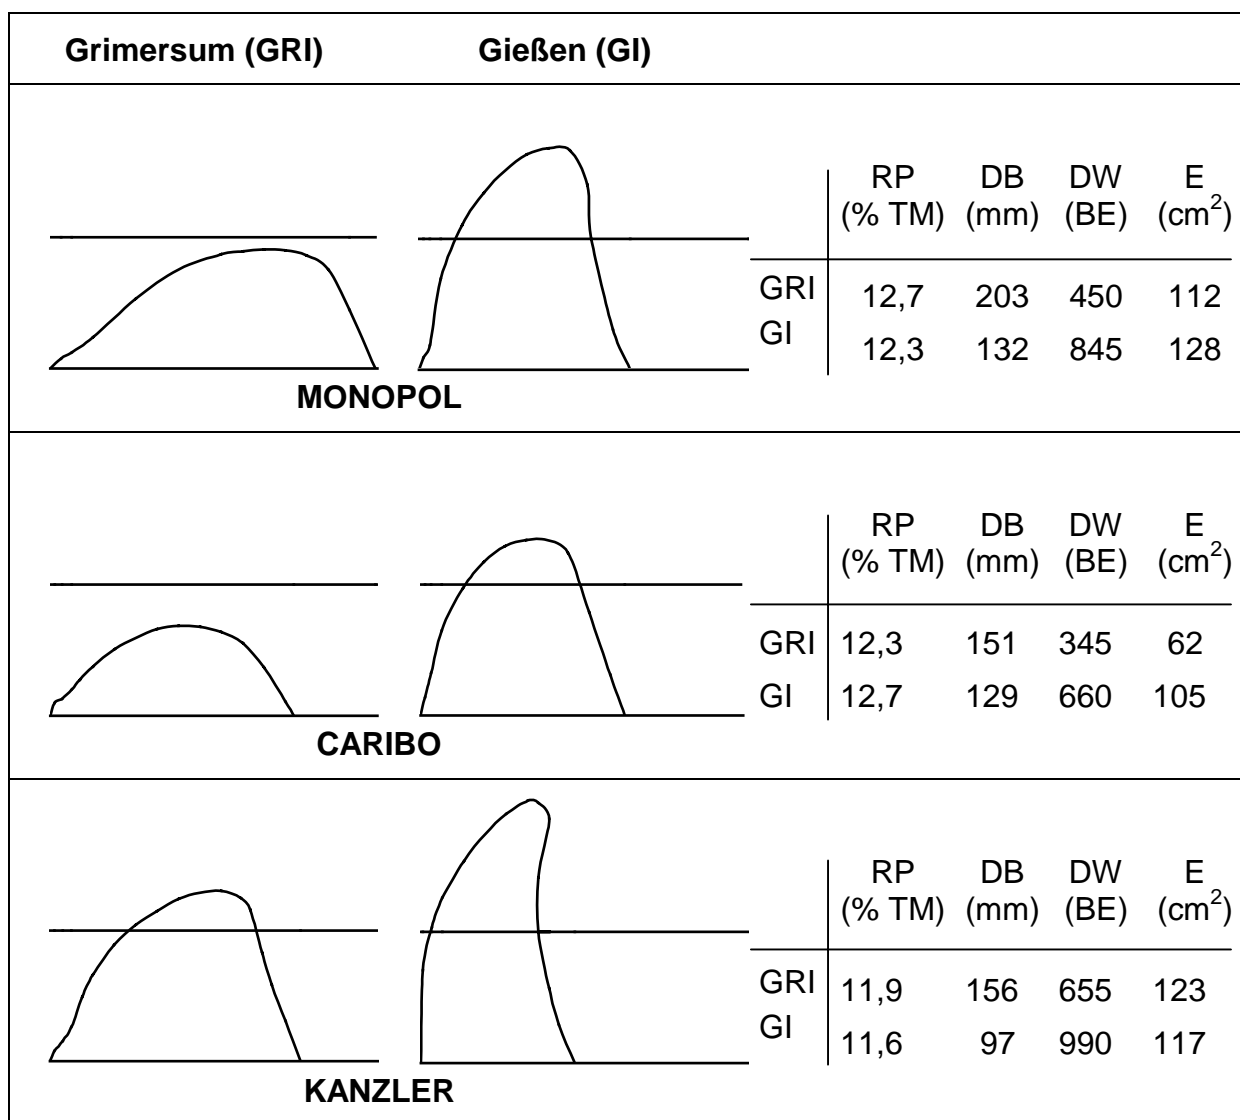 Grimersum (GRI) Gießen (GI)
RP DB DW E
(% TM) (mm) (BE) (cm²)
GRI 12,7 203 450 112
GI 12,3 132 845 128
MONOPOL
RP DB DW E
(% TM) (mm) (BE) (cm²)
GRI 12,3 151 345 62
GI 12,7 129 660 105
CARIBO
RP DB DW E
(% TM) (mm) (BE) (cm²)
GRI 11,9 156 655 123
GI 11,6 97 990 117
KANZLER